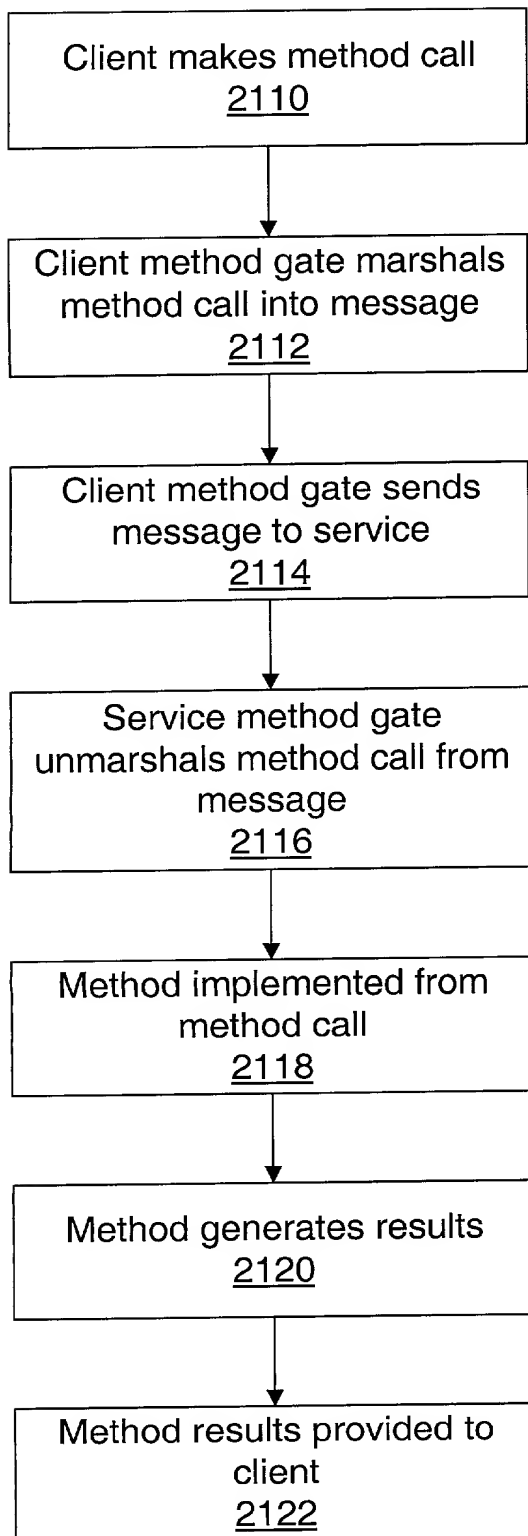 Client makes method call
2110
Client method gate marshals
method call into message
2112
Client method gate sends
message to service
2114
Service method gate
unmarshals method call from
message
2116
Method implemented from
method call
2118
Method generates results
2120
Method results provided to
client
2122